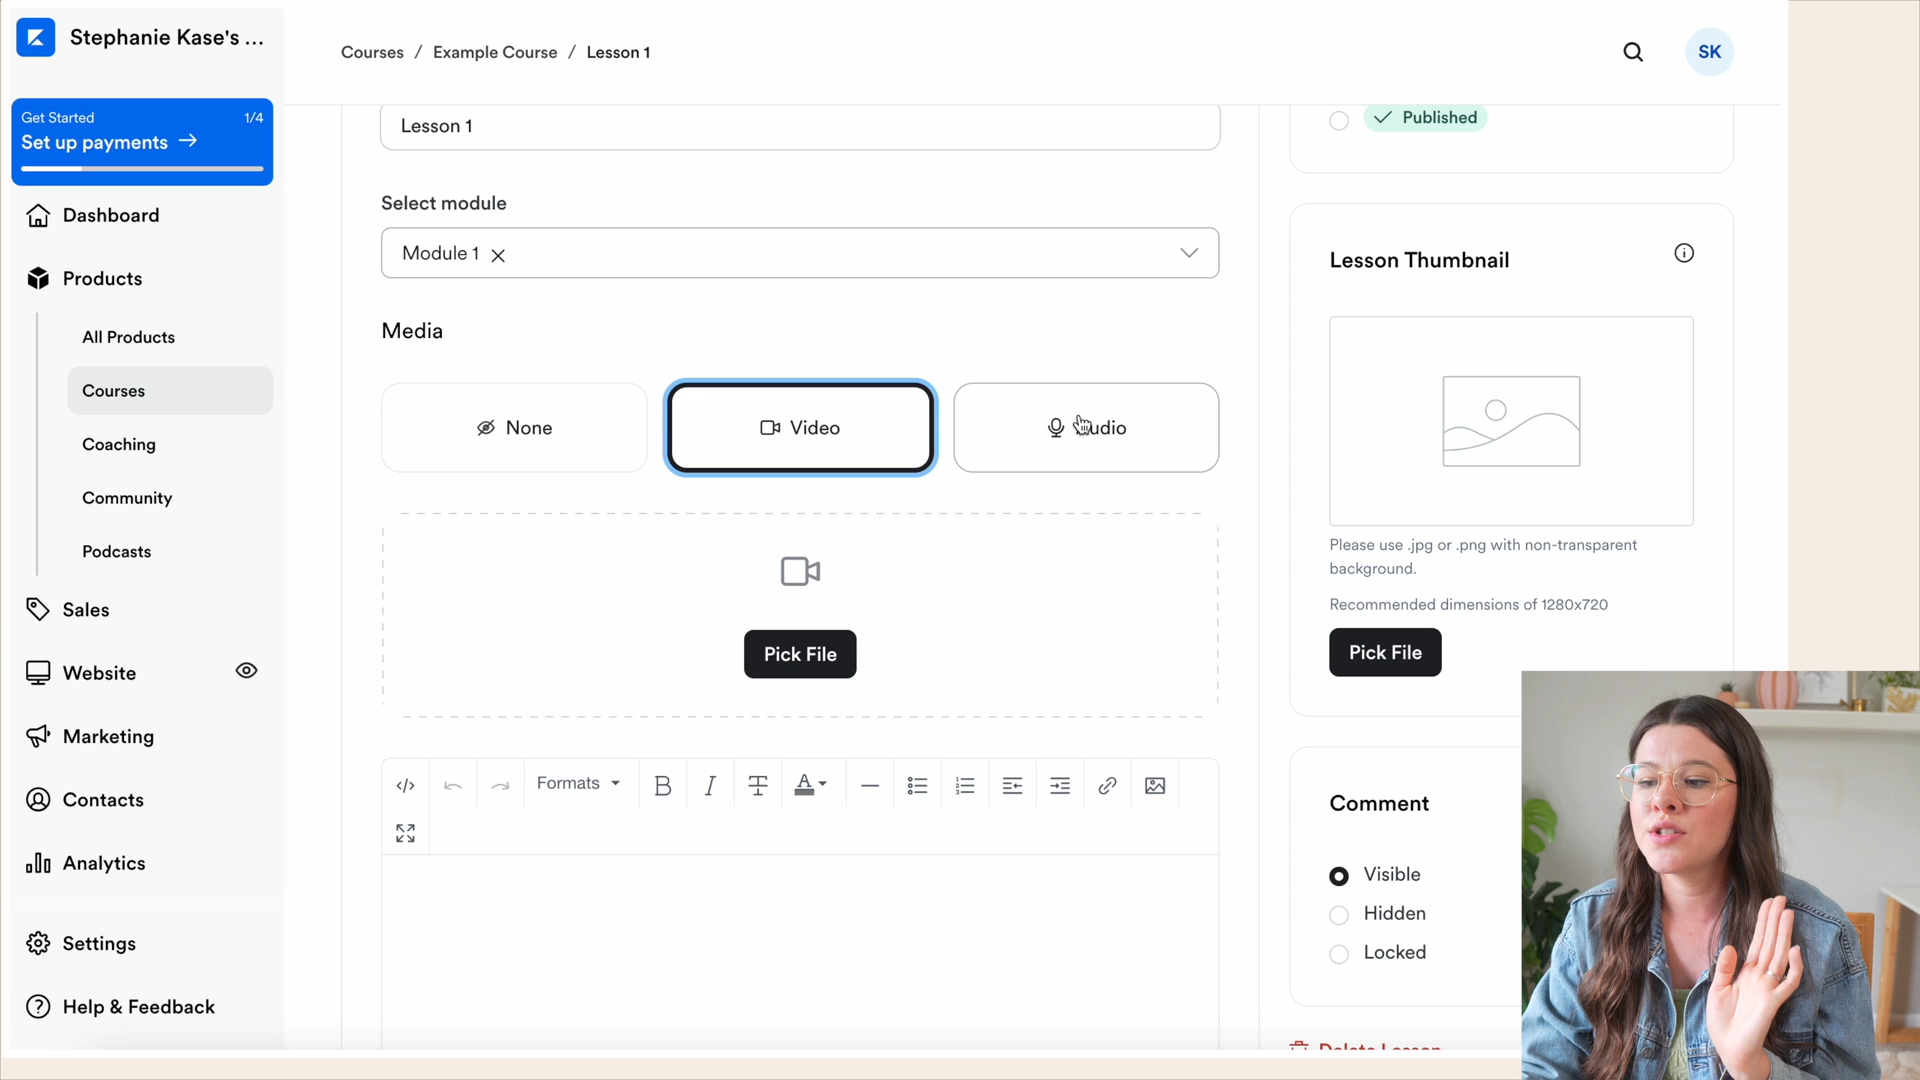 Stephanie Kase's ...
Courses / Example Course / Lesson 1
SK
Get Started 1/4
Set up payments →
Dashboard
Products
All Products
Courses
Coaching
Community
Podcasts
Sales
Website
Marketing
Contacts
Analytics
Settings
Help & Feedback
Lesson 1
Select module
Module 1
Media
None
Video
Audio
Pick File
Formats
Published
Lesson Thumbnail
Please use .jpg or .png with non-transparent
background.
Recommended dimensions of 1280x720
Pick File
Comment
Visible
Hidden
Locked
Delete Lesson